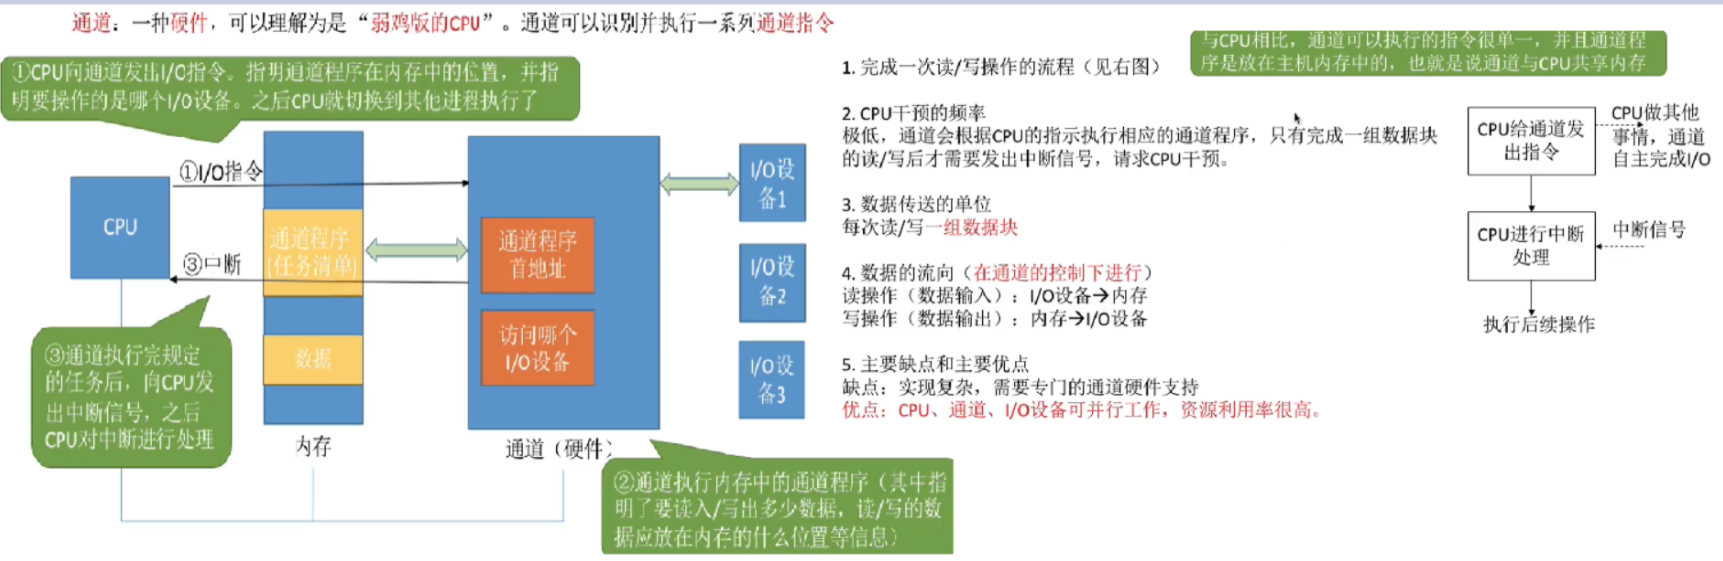 通道：一种硬件，可以理解为是“弱鸡版的CPU”。通道可以识别并执行一系列通道指令
①CPU向通道发出I/O指令。指明通道程序在内存中的位置，并指
明要操作的是哪个I/O设备。之后CPU就切换到其他进程执行了
CPU
①I/O指令
③中断
通道程序
(任务清单)
数据
内存
通道程序
首地址
访问哪个
I/O设备
通道（硬件）
I/O设
备1
I/O设
备2
I/O设
备3
③通道执行完规定
的任务后，向CPU发
出中断信号，之后
CPU对中断进行处理
②通道执行内存中的通道程序（其中指
明了要读入/写出多少数据，读/写的数
据应放在内存的什么位置等信息）
1. 完成一次读/写操作的流程（见右图）
2. CPU干预的频率
极低，通道会根据CPU的指示执行相应的通道程序，只有完成一组数据块
的读/写后才需要发出中断信号，请求CPU干预。
3. 数据传送的单位
每次读/写一组数据块
4. 数据的流向（在通道的控制下进行）
读操作（数据输入）：I/O设备→内存
写操作（数据输出）：内存→I/O设备
5. 主要缺点和主要优点
缺点：实现复杂，需要专门的通道硬件支持
优点：CPU、通道、I/O设备可并行工作，资源利用率很高。
与CPU相比，通道可以执行的指令很单一，并且通道程
序是放在主机内存中的，也就是说通道与CPU共享内存
CPU给通道发
出指令
CPU做其他
事情，通道
自主完成I/O
CPU进行中断
处理
中断信号
执行后续操作